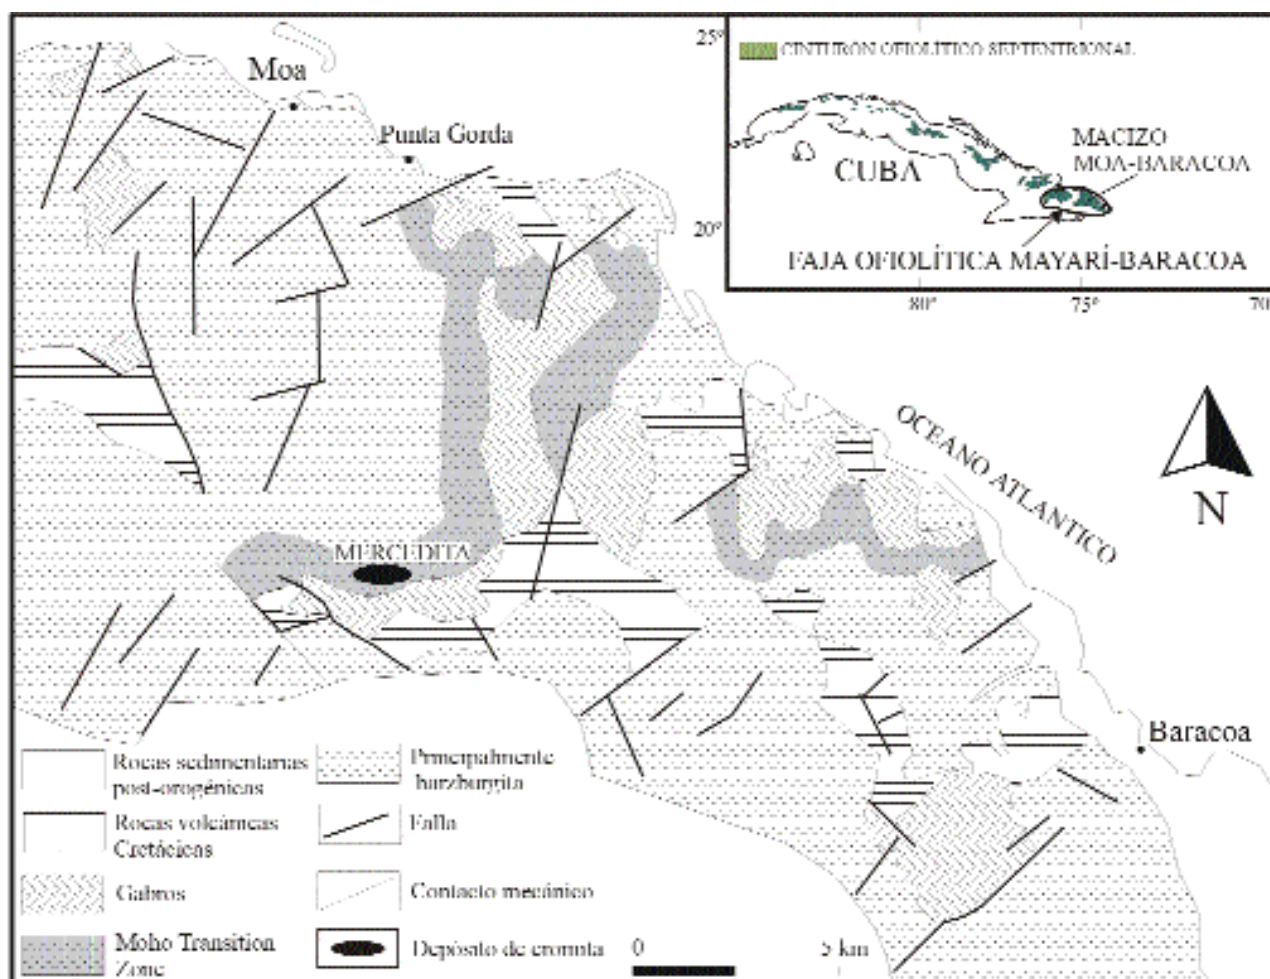 Moa
Punta Gorda
25°
CINTURÓN OFIOLÍTICO SEPTENTRIONAL
MACIZO
MOA-BARACOA
CUBA
20°
FAJA OFIOLÍTICA MAYARÍ-BARACOA
80°
75°
70°
OCEANO ATLANTICO
N
MERCEDITA
Baracoa
Rocas sedimentarias
post-orogénicas
Rocas volcánicas
Cretácicas
Gabros
Moho Transition
Zone
Principalmente
harzburgita
Falla
Contacto mecánico
Depósito de cromita
0
5 km